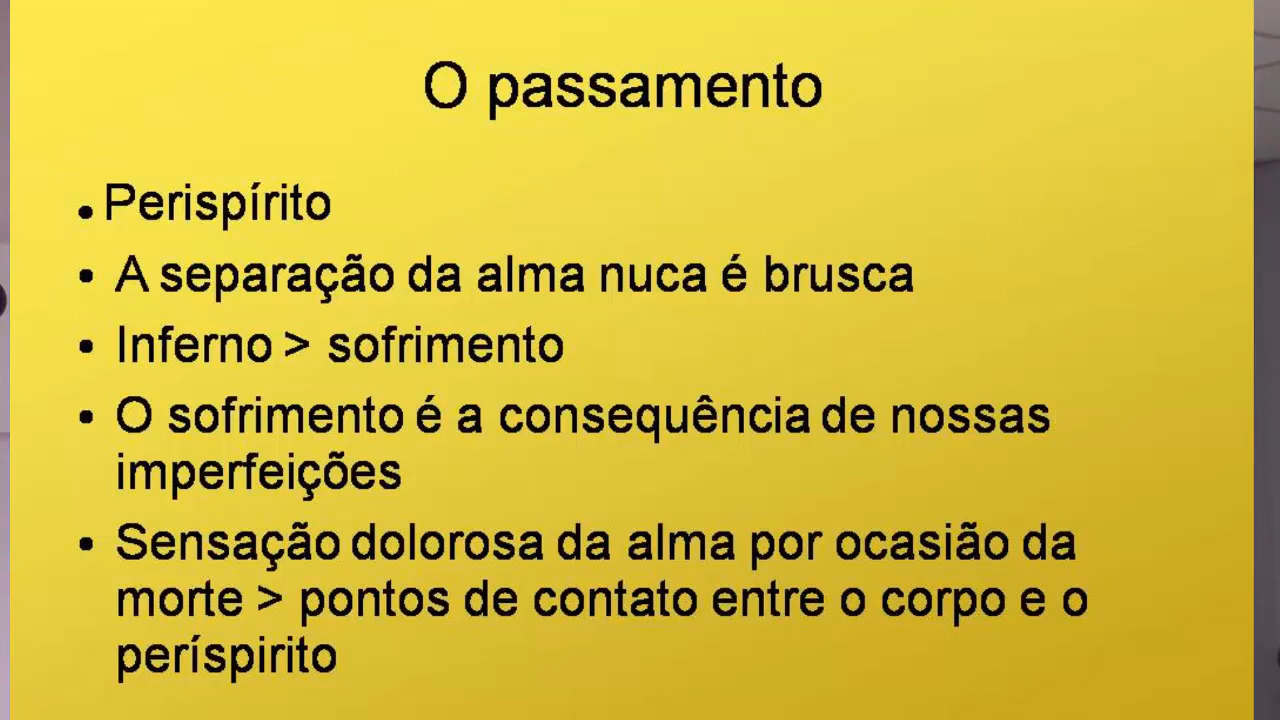 O passamento
• Perispírito
• A separação da alma nuca é brusca
• Inferno > sofrimento
• O sofrimento é a consequência de nossas
imperfeições
• Sensação dolorosa da alma por ocasião da
morte > pontos de contato entre o corpo e o
períspirito